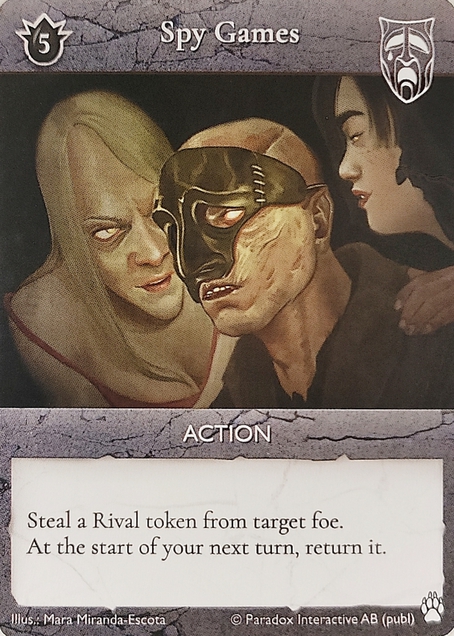 5
Spy Games
ACTION
Steal a Rival token from target foe.
At the start of your next turn, return it.
Illus.: Mara Miranda-Escota
© Paradox Interactive AB (publ)